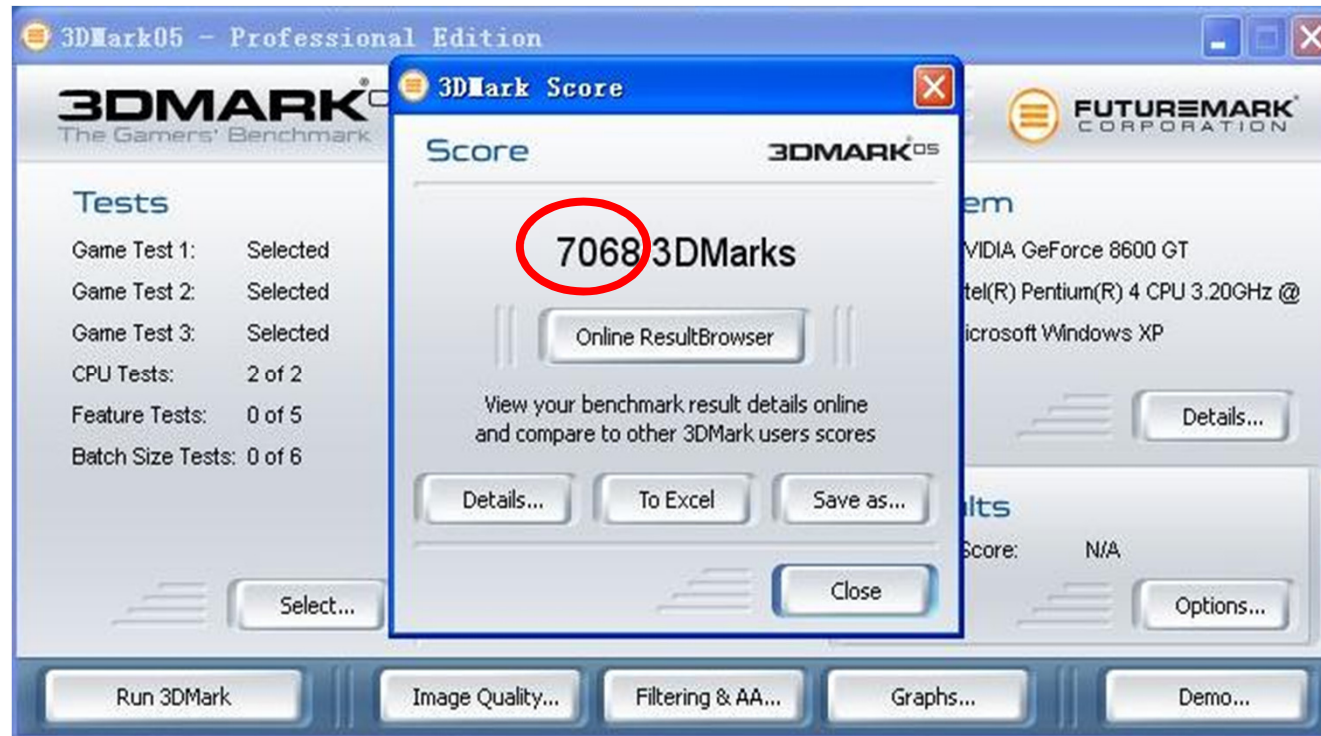 3DMark05 - Professional Edition
3DMARK
The Gamers' Benchmark
FUTUREMARK
CORPORATION
Tests
Game Test 1: Selected
Game Test 2: Selected
Game Test 3: Selected
CPU Tests: 2 of 2
Feature Tests: 0 of 5
Batch Size Tests: 0 of 6
Select...
3DMark Score
Score
3DMARK05
7068 3DMarks
Online ResultBrowser
View your benchmark result details online
and compare to other 3DMark users scores
Details...
To Excel
Save as...
Close
em
VIDIA GeForce 8600 GT
tel(R) Pentium(R) 4 CPU 3.20GHz @
icrosoft Windows XP
Details...
lts
Score: N/A
Options...
Run 3DMark
Image Quality...
Filtering & AA...
Graphs...
Demo...